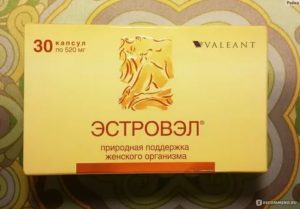 30 капсул
по 520 мг
VALEANT
ЭСТРОВЭЛ®
природная поддержка
женского организма